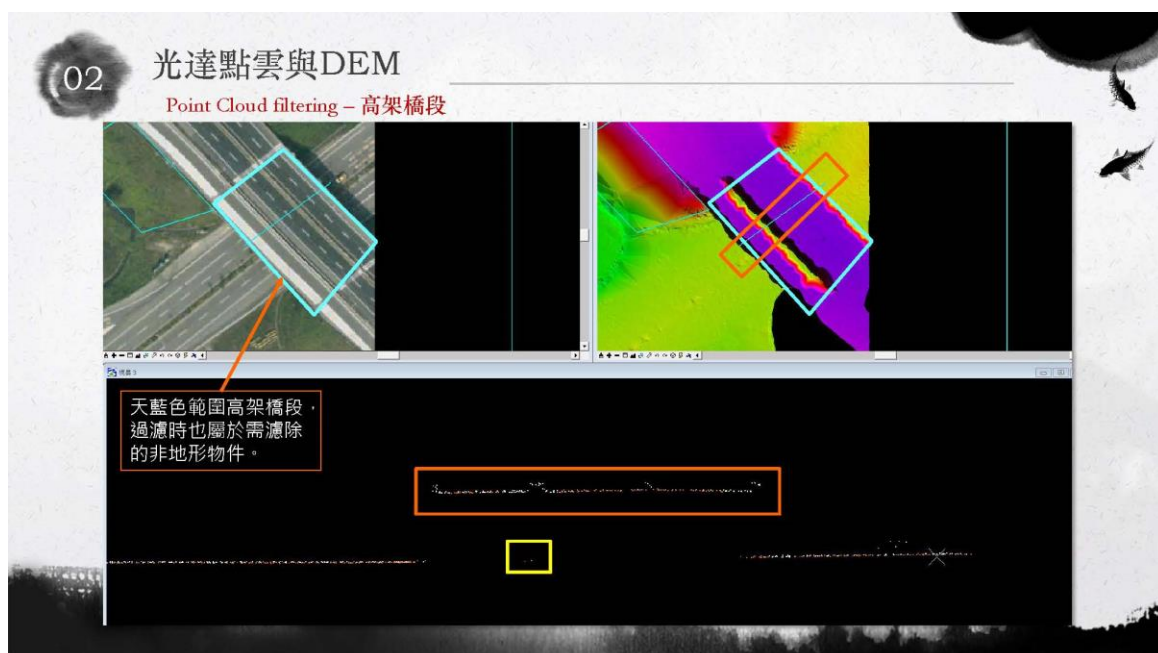 02
光達點雲與DEM
Point Cloud filtering – 高架橋段
天藍色範圍高架橋段，
過濾時也屬於需濾除
的非地形物件。